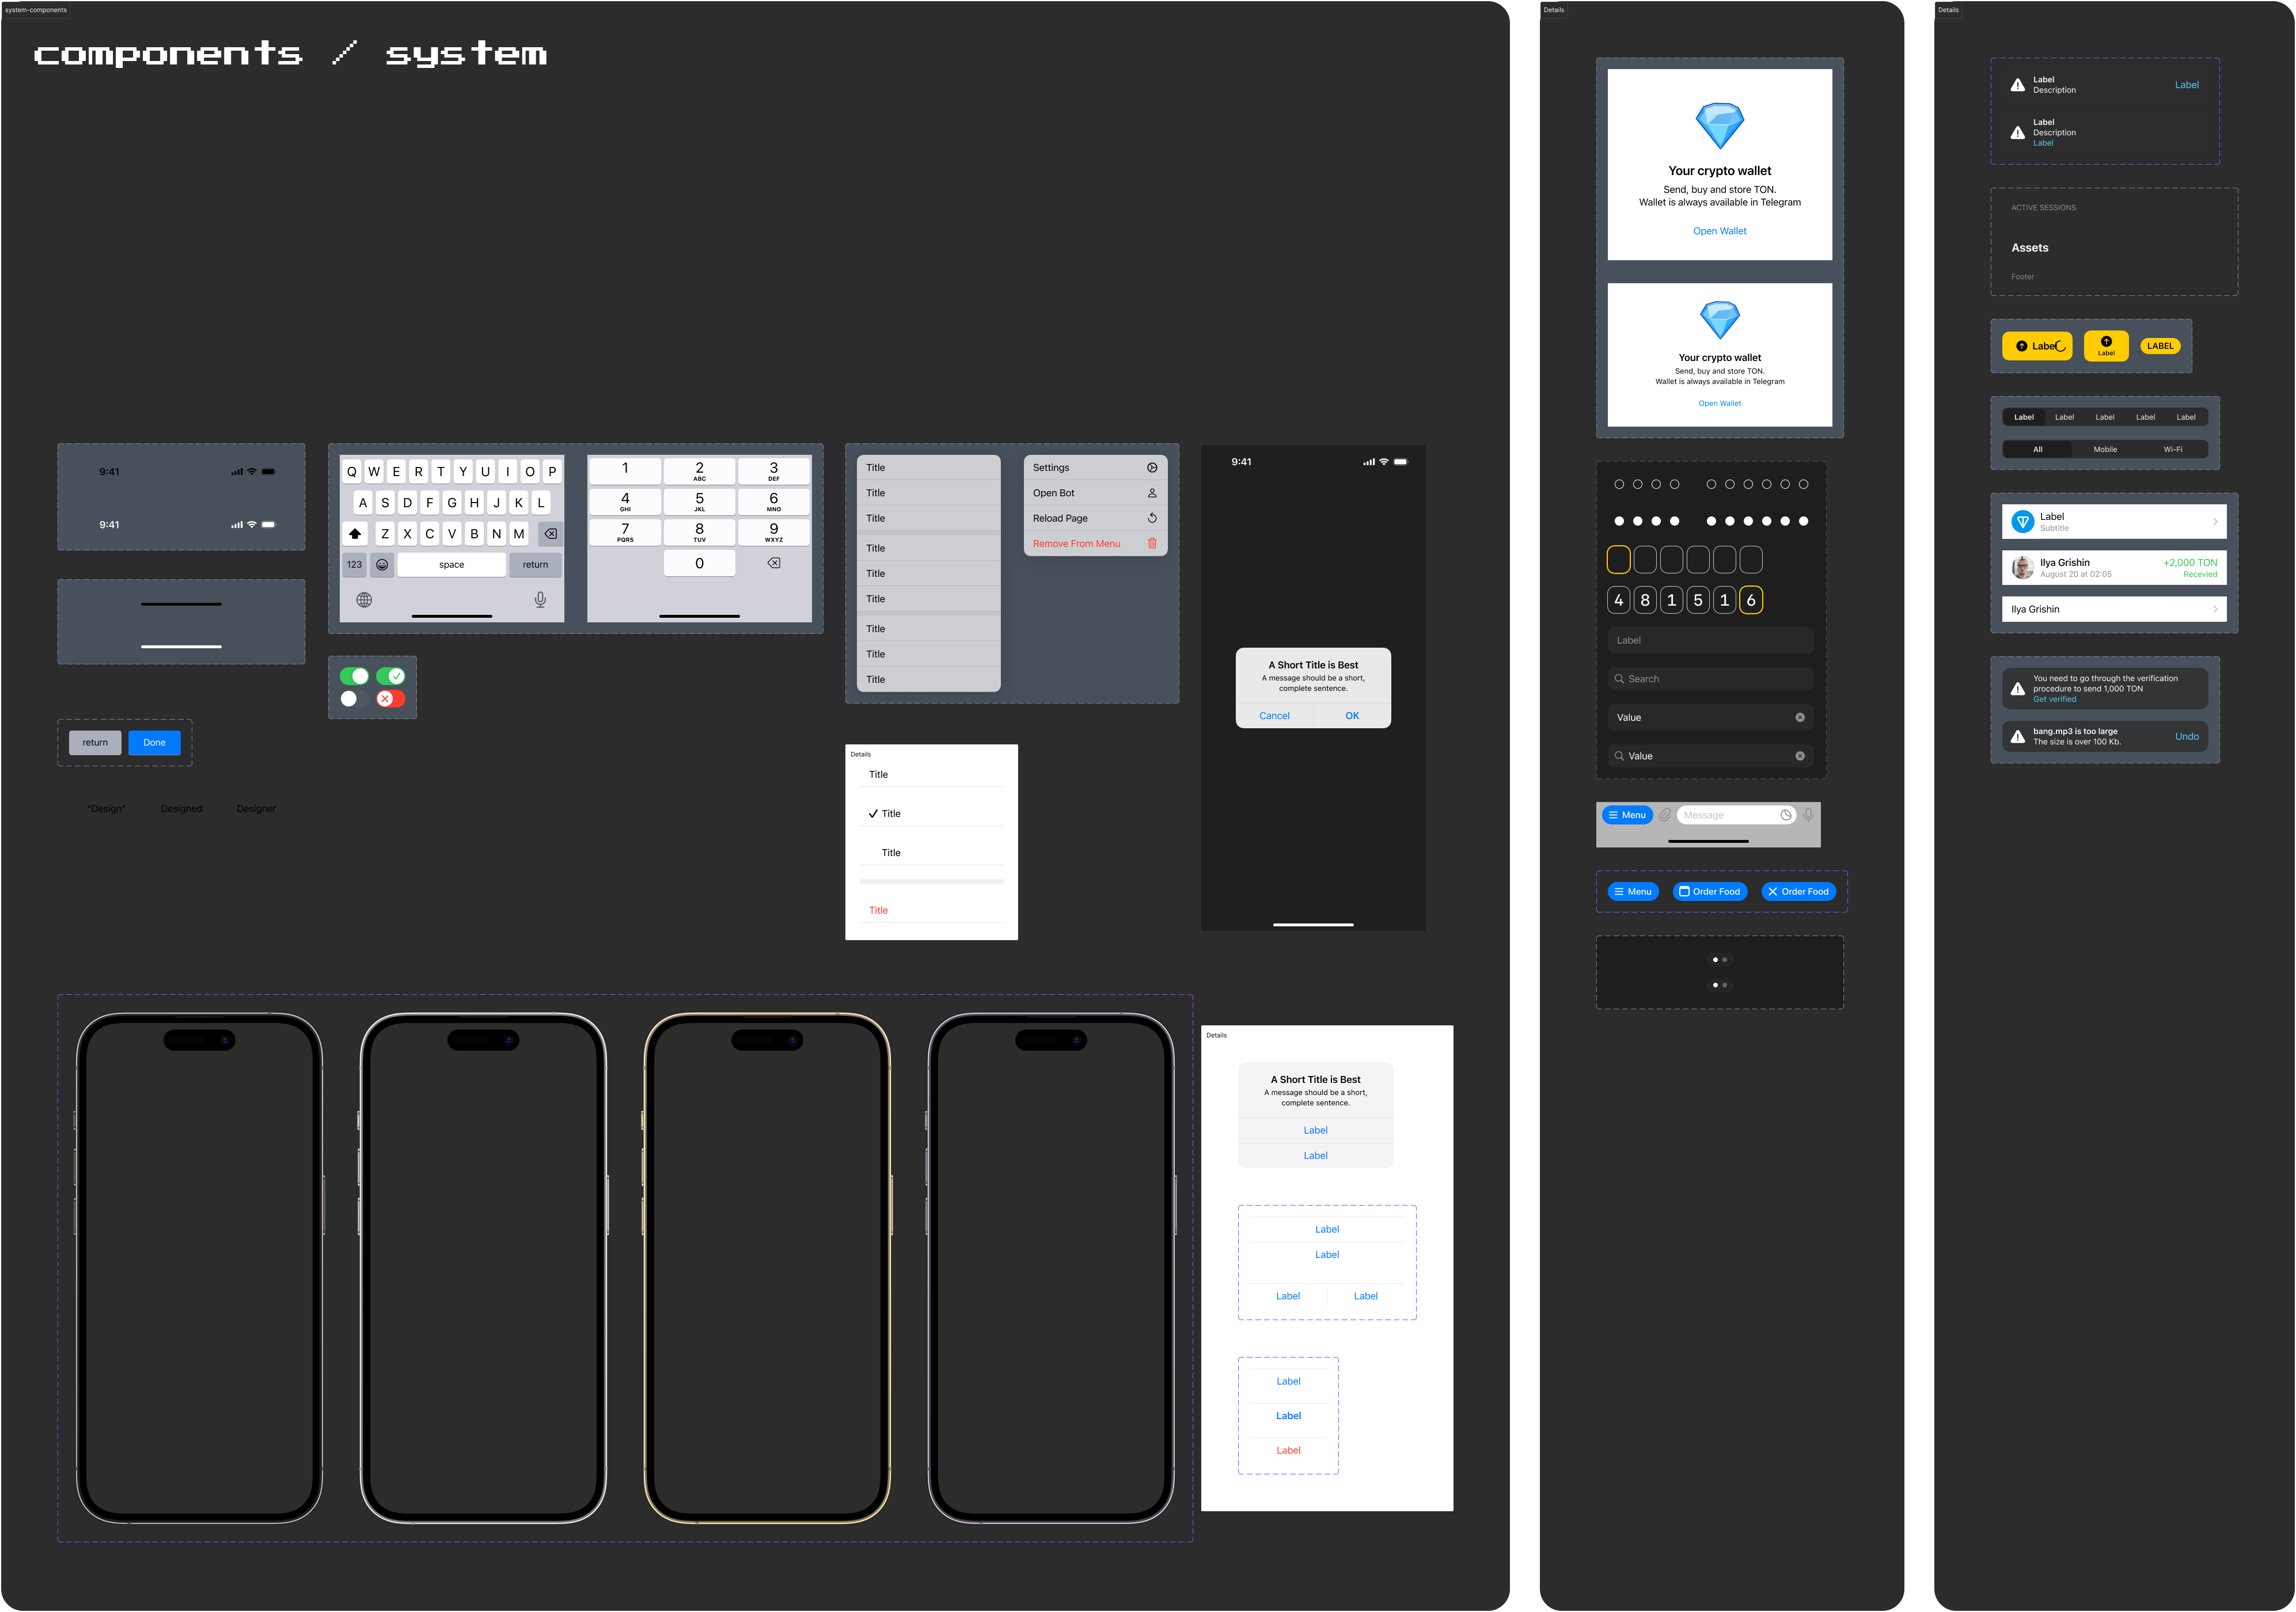 system-components
components / system
9:41
9:41
Q W E R T Y U I O P
A S D F G H J K L
Z X C V B N M
123
space
return
1
2
ABC
3
DEF
4
GHI
5
JKL
6
MNO
7
PQRS
8
TUV
9
WXYZ
0
Title
Title
Title
Title
Title
Title
Title
Title
Title
Settings
Open Bot
Reload Page
Remove From Menu
9:41
A Short Title is Best
A message should be a short,
complete sentence.
Cancel
OK
return
Done
"Design"
Designed
Designer
Details
Title
Title
Title
Title
Details
A Short Title is Best
A message should be a short,
complete sentence.
Label
Label
Label
Label
Label
Label
Label
Label
Label
Details
Your crypto wallet
Send, buy and store TON.
Wallet is always available in Telegram
Open Wallet
Your crypto wallet
Send, buy and store TON.
Wallet is always available in Telegram
Open Wallet
4 8 1 5 1 6
Label
Search
Value
Value
Menu
Message
Menu
Order Food
Order Food
Details
Label
Description
Label
Label
Description
Label
ACTIVE SESSIONS
Assets
Footer
Label
Label
LABEL
Label Label Label Label Label
All Mobile Wi-Fi
Label
Subtitle
Ilya Grishin
August 20 at 02:05
+2,000 TON
Recevied
Ilya Grishin
You need to go through the verification
procedure to send 1,000 TON
Get verified
bang.mp3 is too large
The size is over 100 Kb.
Undo